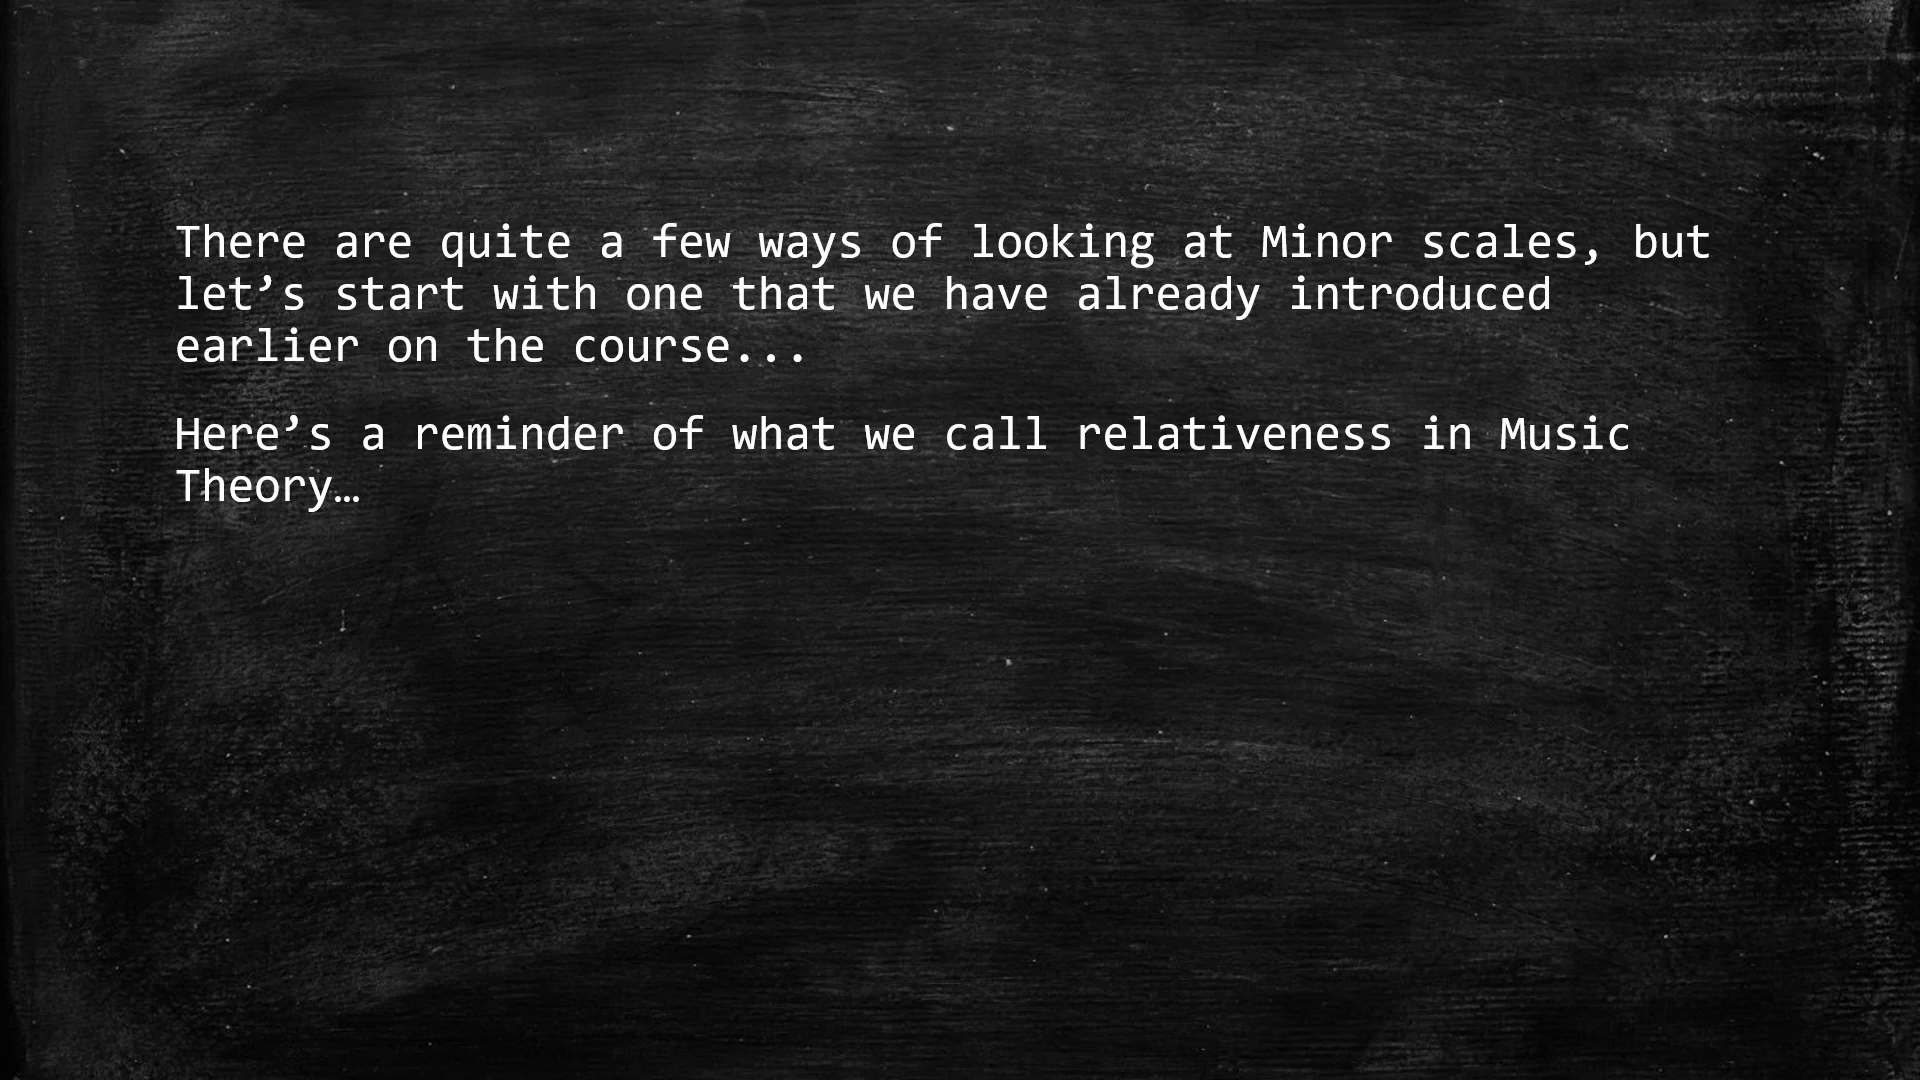 There are quite a few ways of looking at Minor scales, but
let’s start with one that we have already introduced
earlier on the course...
Here’s a reminder of what we call relativeness in Music
Theory…